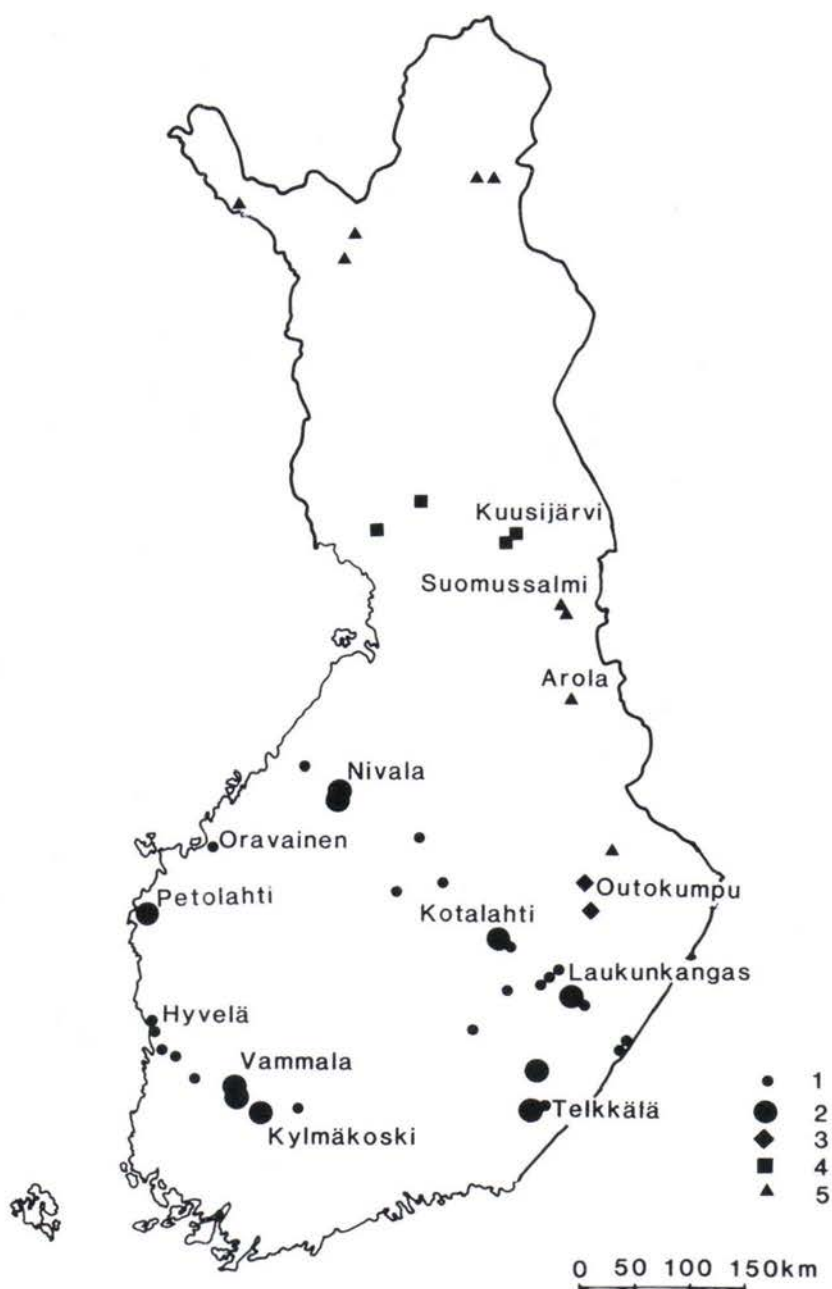 Kuusijärvi
Suomussalmi
Arola
Nivala
Oravainen
Outokumpu
Petolahti
Kotalahti
Laukunkangas
Hyvelä
Vammala
1
Telkkälä 2
3
Kylmäkoski
4
5
0 50 100 150km